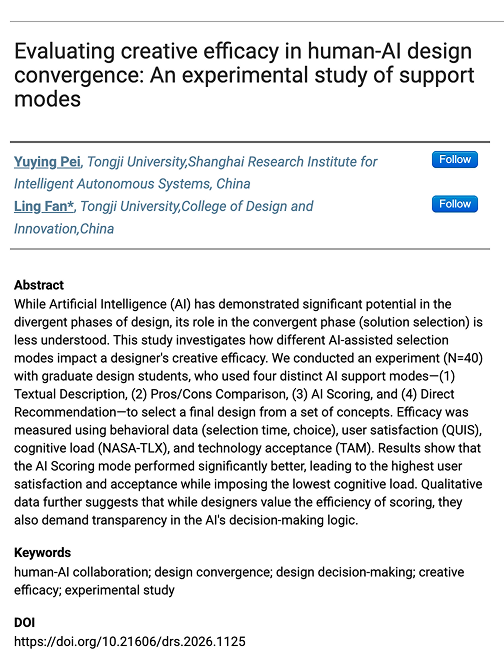 Evaluating creative efficacy in human-AI design
convergence: An experimental study of support
modes
Yuying Pei, Tongji University,Shanghai Research Institute for
Intelligent Autonomous Systems, China
Follow
Ling Fan*, Tongji University,College of Design and
Innovation,China
Follow
Abstract
While Artificial Intelligence (AI) has demonstrated significant potential in the
divergent phases of design, its role in the convergent phase (solution selection) is
less understood. This study investigates how different AI-assisted selection
modes impact a designer's creative efficacy. We conducted an experiment (N=40)
with graduate design students, who used four distinct AI support modes—(1)
Textual Description, (2) Pros/Cons Comparison, (3) AI Scoring, and (4) Direct
Recommendation—to select a final design from a set of concepts. Efficacy was
measured using behavioral data (selection time, choice), user satisfaction (QUIS),
cognitive load (NASA-TLX), and technology acceptance (TAM). Results show that
the AI Scoring mode performed significantly better, leading to the highest user
satisfaction and acceptance while imposing the lowest cognitive load. Qualitative
data further suggests that while designers value the efficiency of scoring, they
also demand transparency in the AI's decision-making logic.
Keywords
human-AI collaboration; design convergence; design decision-making; creative
efficacy; experimental study
DOI
https://doi.org/10.21606/drs.2026.1125